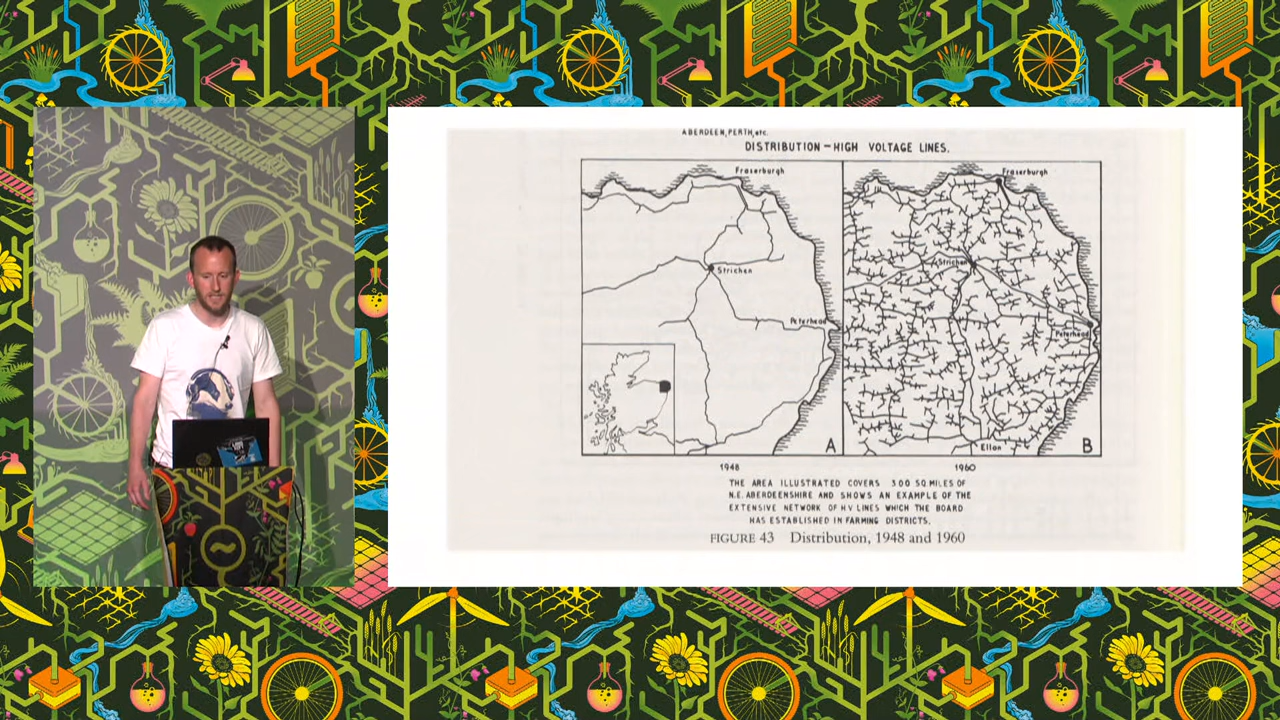 ABERDEEN, PERTH, etc.
DISTRIBUTION – HIGH VOLTAGE LINES.
Fraserburgh
Strichen
Peterhead
A
1948
Fraserburgh
Strichen
Peterhead
Ellon
B
1960
THE AREA ILLUSTRATED COVERS 300 SQ. MILES OF
N.E. ABERDEENSHIRE AND SHOWS AN EXAMPLE OF THE
EXTENSIVE NETWORK OF H V LINES WHICH THE BOARD
HAS ESTABLISHED IN FARMING DISTRICTS.
FIGURE 43 Distribution, 1948 and 1960